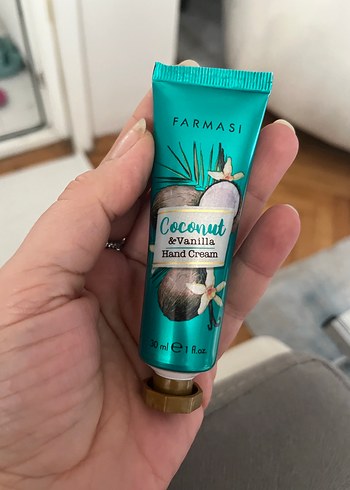 FARMASI
Coconut
&Vanilla
Hand Cream
30 ml ℮ 1 fl.oz.